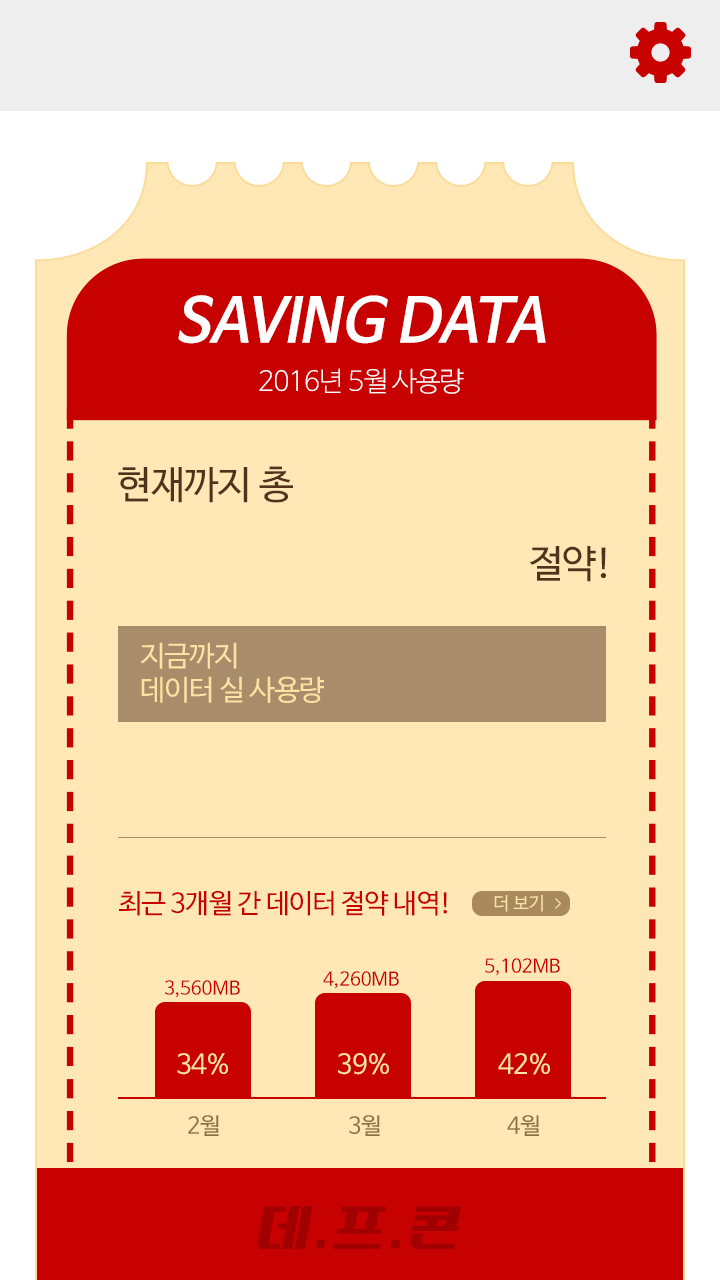 SAVING DATA
2016년 5월 사용량
현재까지 총
절약!
지금까지
데이터 실 사용량
최근 3개월 간 데이터 절약 내역!
더 보기 >
3,560MB
4,260MB
5,102MB
34%
39%
42%
2월
3월
4월
데.프.콘